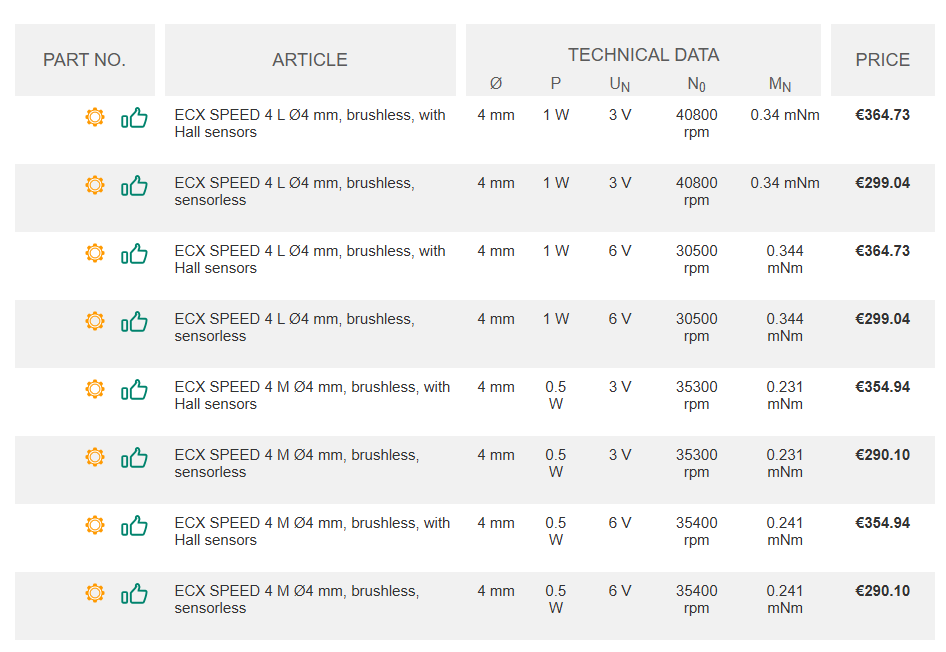 PART NO. ARTICLE TECHNICAL DATA PRICE
Ø P UN N0 MN
ECX SPEED 4 L Ø4 mm, brushless, with 4 mm 1 W 3 V 40800 0.34 mNm €364.73
Hall sensors rpm
ECX SPEED 4 L Ø4 mm, brushless, 4 mm 1 W 3 V 40800 0.34 mNm €299.04
sensorless rpm
ECX SPEED 4 L Ø4 mm, brushless, with 4 mm 1 W 6 V 30500 0.344 €364.73
Hall sensors rpm mNm
ECX SPEED 4 L Ø4 mm, brushless, 4 mm 1 W 6 V 30500 0.344 €299.04
sensorless rpm mNm
ECX SPEED 4 M Ø4 mm, brushless, with 4 mm 0.5 3 V 35300 0.231 €354.94
Hall sensors W rpm mNm
ECX SPEED 4 M Ø4 mm, brushless, 4 mm 0.5 3 V 35300 0.231 €290.10
sensorless W rpm mNm
ECX SPEED 4 M Ø4 mm, brushless, with 4 mm 0.5 6 V 35400 0.241 €354.94
Hall sensors W rpm mNm
ECX SPEED 4 M Ø4 mm, brushless, 4 mm 0.5 6 V 35400 0.241 €290.10
sensorless W rpm mNm